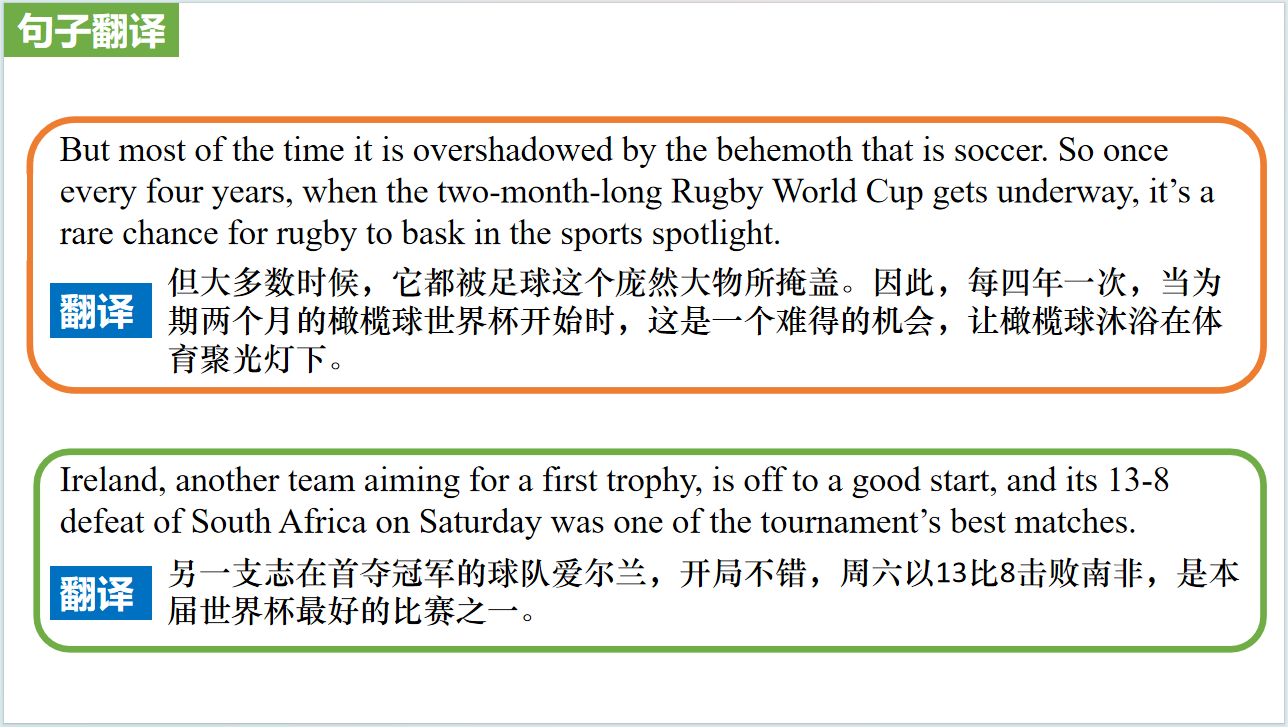 句子翻译
But most of the time it is overshadowed by the behemoth that is soccer. So once
every four years, when the two-month-long Rugby World Cup gets underway, it’s a
rare chance for rugby to bask in the sports spotlight.
翻译
但大多数时候，它都被足球这个庞然大物所掩盖。因此，每四年一次，当为
期两个月的橄榄球世界杯开始时，这是一个难得的机会，让橄榄球沐浴在体
育聚光灯下。
Ireland, another team aiming for a first trophy, is off to a good start, and its 13-8
defeat of South Africa on Saturday was one of the tournament’s best matches.
翻译
另一支志在首夺冠军的球队爱尔兰，开局不错，周六以13比8击败南非，是本
届世界杯最好的比赛之一。